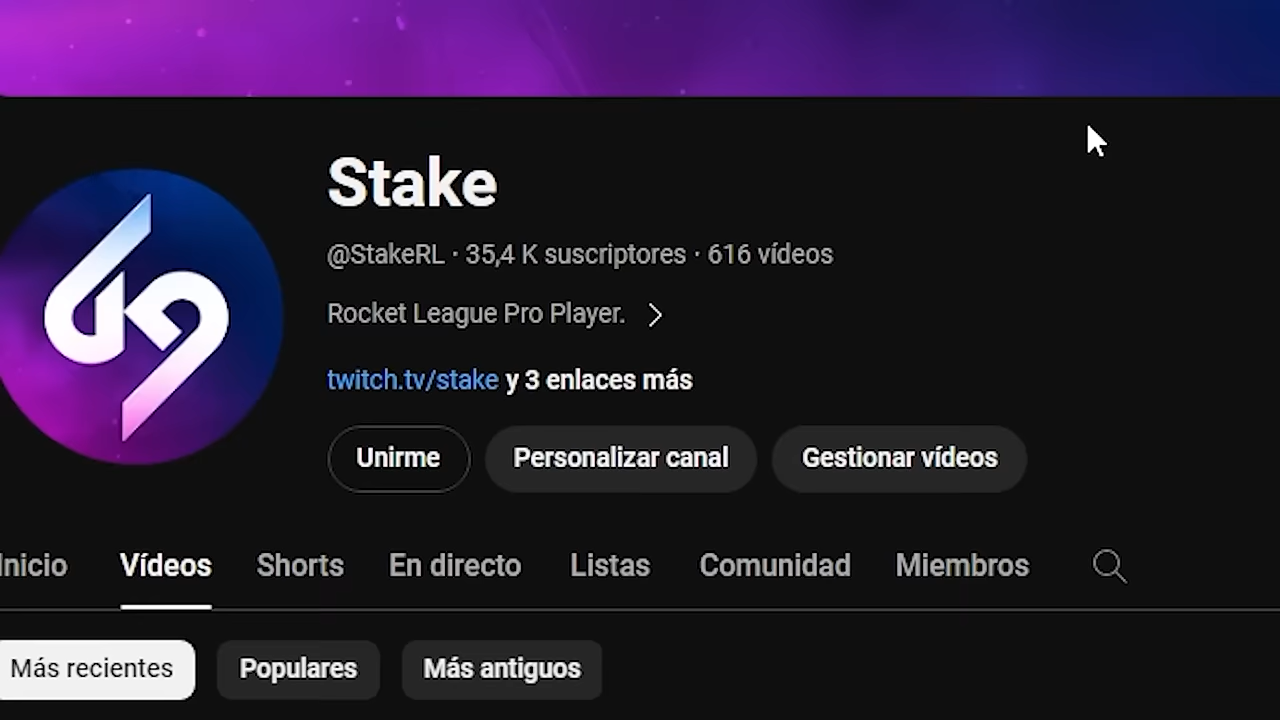 Stake
@StakeRL · 35,4 K suscriptores · 616 vídeos
Rocket League Pro Player.
twitch.tv/stake y 3 enlaces más
Unirme Personalizar canal Gestionar vídeos
Inicio Vídeos Shorts En directo Listas Comunidad Miembros
Más recientes Populares Más antiguos